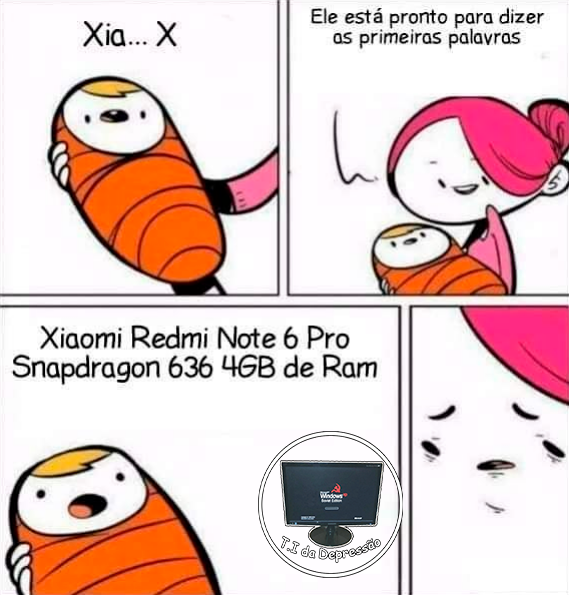 Xia... X
Ele está pronto para dizer
as primeiras palavras
Xiaomi Redmi Note 6 Pro
Snapdragon 636 4GB de Ram
Windows
T.I da Depressão